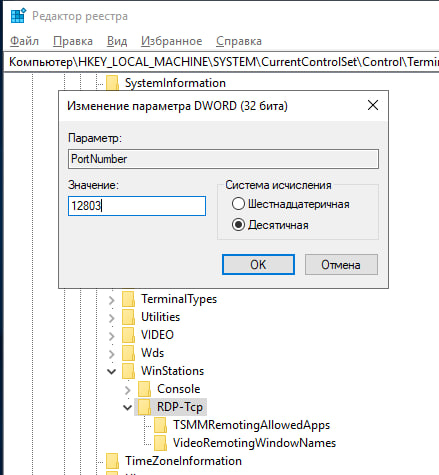 Редактор реестра
Файл Правка Вид Избранное Справка
Компьютер\HKEY_LOCAL_MACHINE\SYSTEM\CurrentControlSet\Control\Termi
SystemInformation
Изменение параметра DWORD (32 бита)
Параметр:
PortNumber
Значение:
12803
Система исчисления
Шестнадцатеричная
Десятичная
OK Отмена
TerminalTypes
Utilities
VIDEO
Wds
WinStations
Console
RDP-Tcp
TSMMRemotingAllowedApps
VideoRemotingWindowNames
TimeZoneInformation